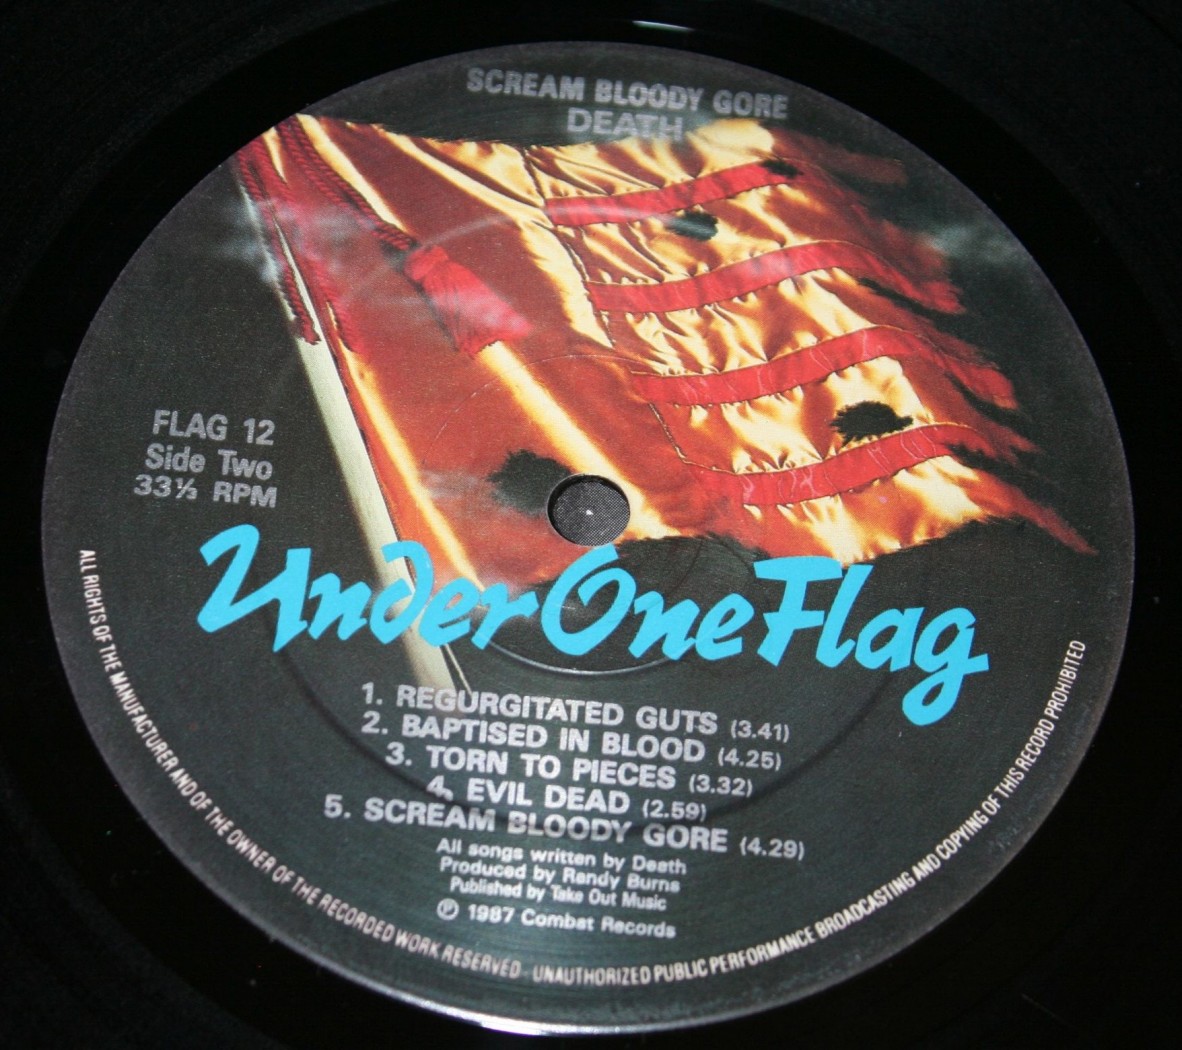 SCREAM BLOODY GORE
DEATH
FLAG 12
Side Two
33⅓ RPM
Under One Flag
1. REGURGITATED GUTS (3.41)
2. BAPTISED IN BLOOD (4.25)
3. TORN TO PIECES (3.32)
4. EVIL DEAD (2.59)
5. SCREAM BLOODY GORE (4.29)
All songs written by Death
Produced by Randy Burns
Published by Take Out Music
℗ 1987 Combat Records
ALL RIGHTS OF THE MANUFACTURER AND OF THE OWNER OF THE RECORDED WORK RESERVED - UNAUTHORIZED PUBLIC PERFORMANCE BROADCASTING AND COPYING OF THIS RECORD PROHIBITED